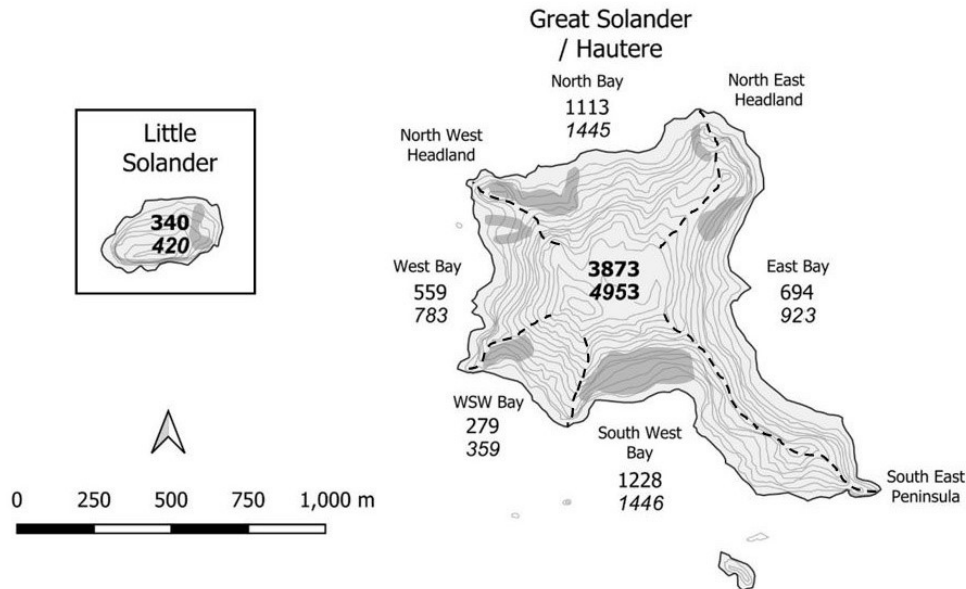 Great Solander
/ Hautere
North Bay
1113
1445
North East
Headland
North West
Headland
Little
Solander
340
420
3873
4953
West Bay
559
783
East Bay
694
923
WSW Bay
279
359
South West
Bay
1228
1446
South East
Peninsula
0 250 500 750 1,000 m